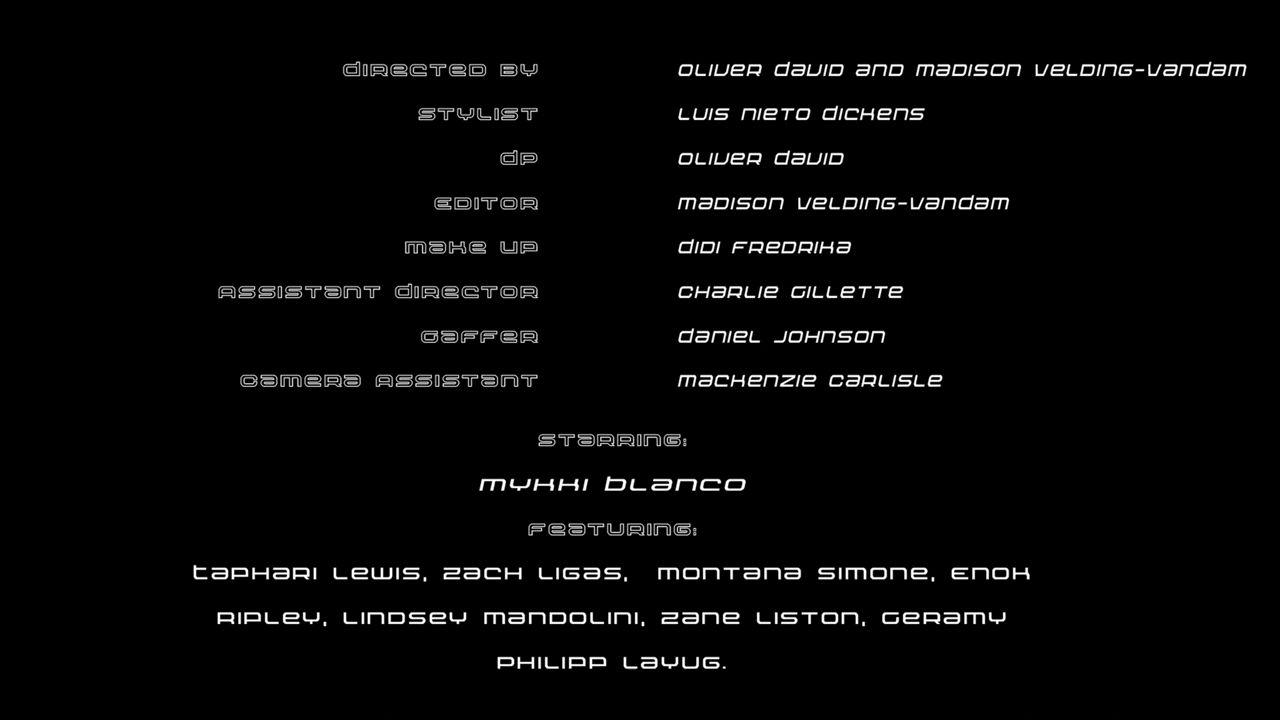 DIRECTED BY OLIVER DAVID AND MADISON VELDING-VANDAM
STYLIST LUIS NIETO DICKENS
DP OLIVER DAVID
EDITOR MADISON VELDING-VANDAM
MAKE UP DIDI FREDRIKA
ASSISTANT DIRECTOR CHARLIE GILLETTE
GAFFER DANIEL JOHNSON
CAMERA ASSISTANT MACKENZIE CARLISLE
STARRING:
MYKKI BLANCO
FEATURING:
TAPHARI LEWIS, ZACH LIGAS, MONTANA SIMONE, ENOK
RIPLEY, LINDSEY MANDOLINI, ZANE LISTON, GERAMY
PHILIPP LAYUG.